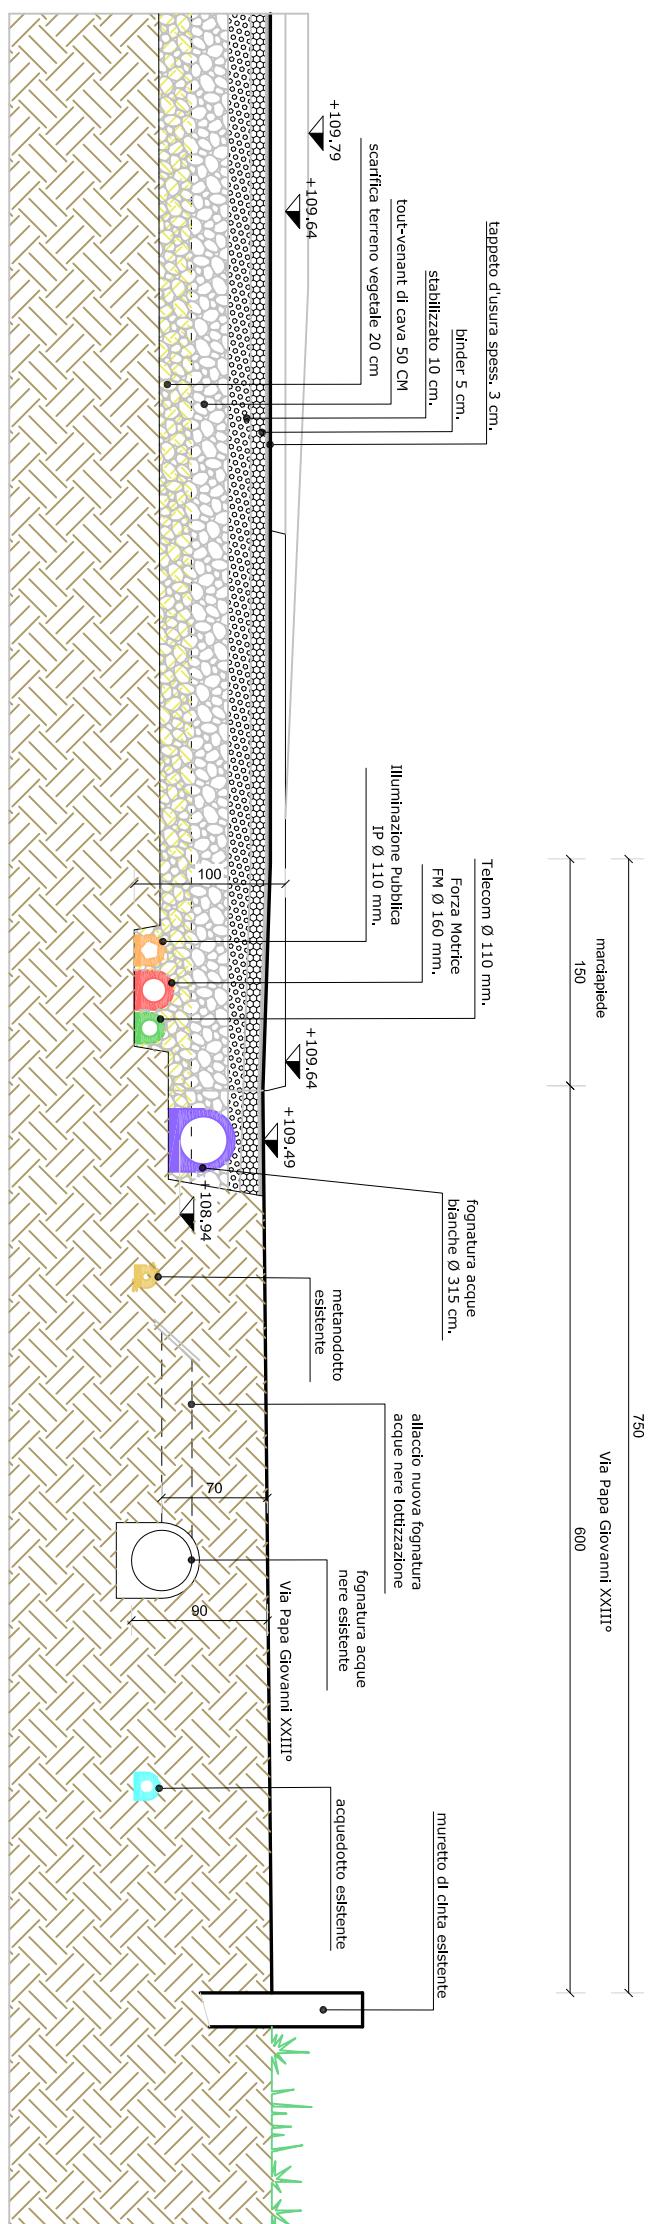 +109.79
+109.64
scarifica terreno vegetale 20 cm
tout-venant di cava 50 CM
stabilizzato 10 cm.
binder 5 cm.
tappeto d'usura spess. 3 cm.
100
Illuminazione Pubblica
IP Ø 110 mm.
Forza Motrice
FM Ø 160 mm.
Telecom Ø 110 mm.
marciapiede
150
+109.64
+109.49
+108.94
fognatura acque
bianche Ø 315 cm.
metanodotto
esistente
allaccio nuova fognatura
acque nere lottizzazione
70
750
Via Papa Giovanni XXIII°
600
fognatura acque
nere esistente
90
Via Papa Giovanni XXIII°
acquedotto esistente
muretto di cinta esistente